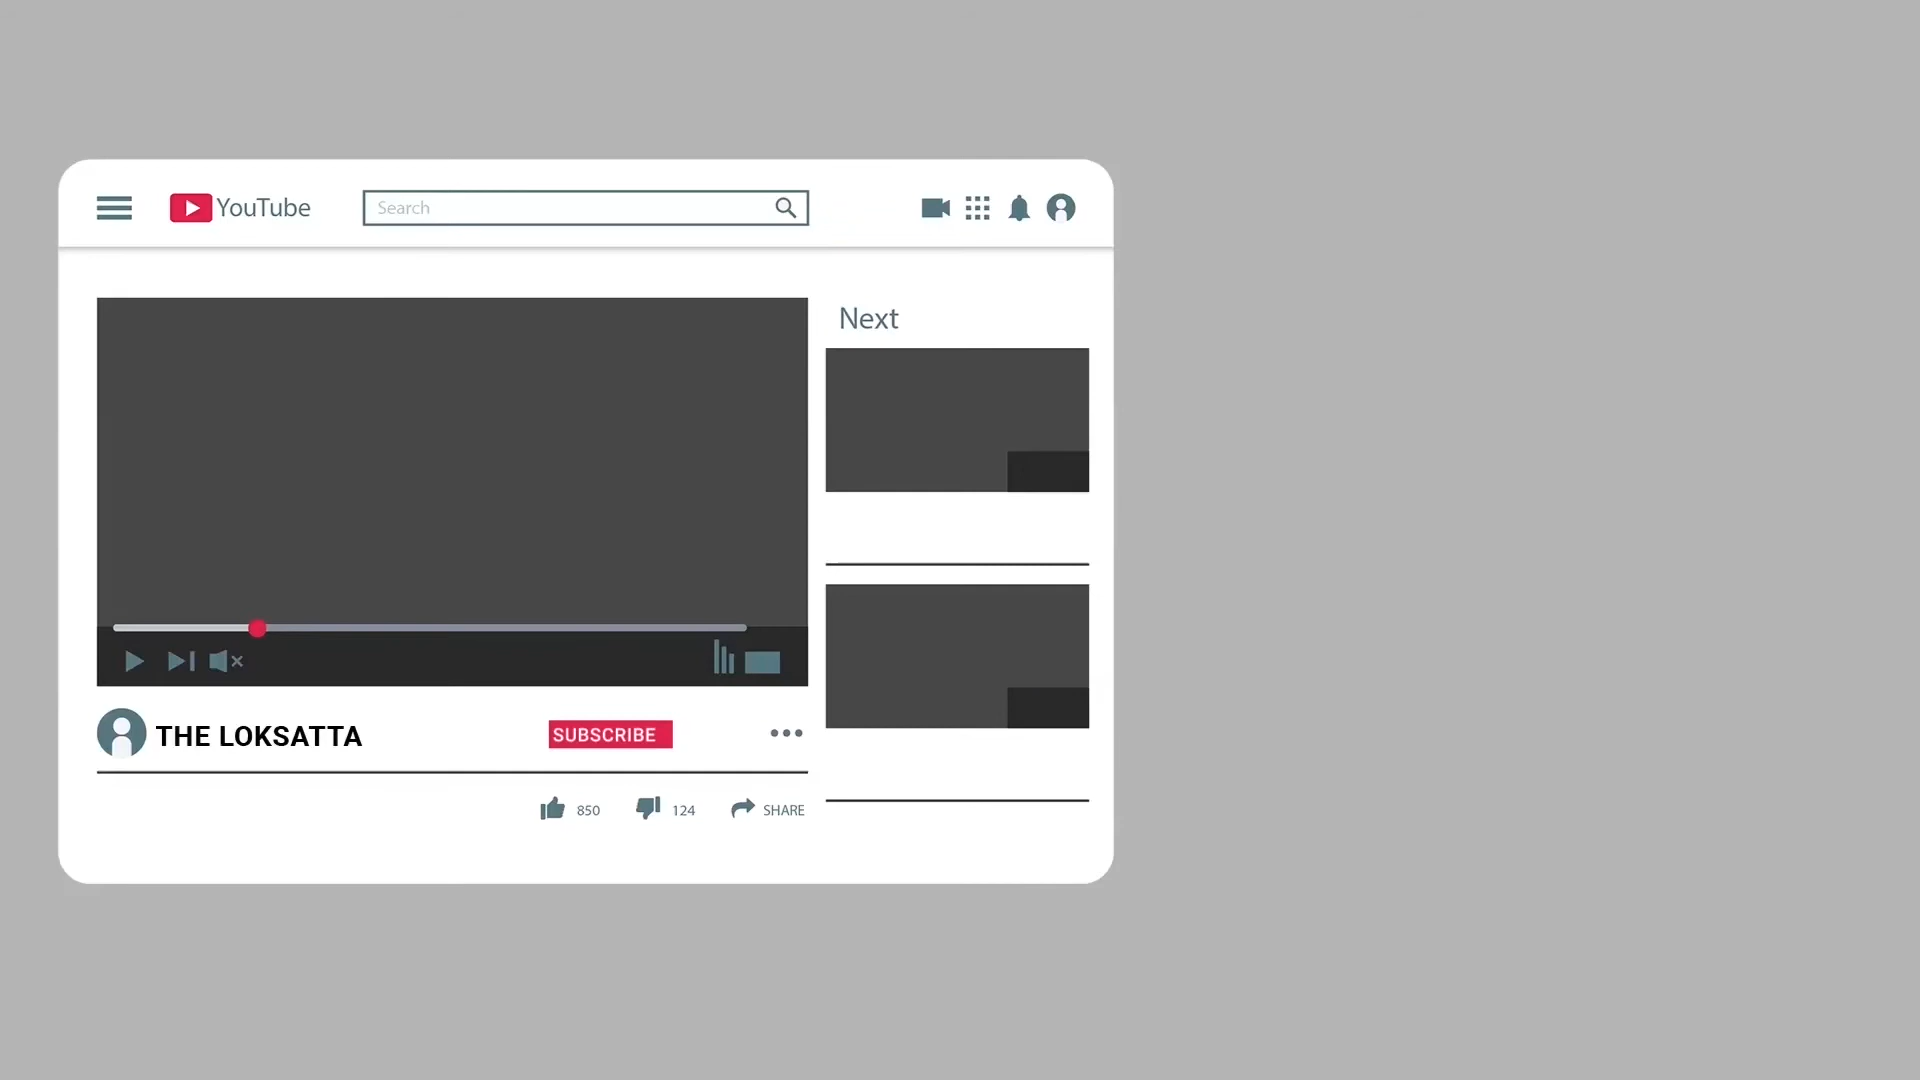 YouTube
Search
Next
THE LOKSATTA
SUBSCRIBE
850
124
SHARE